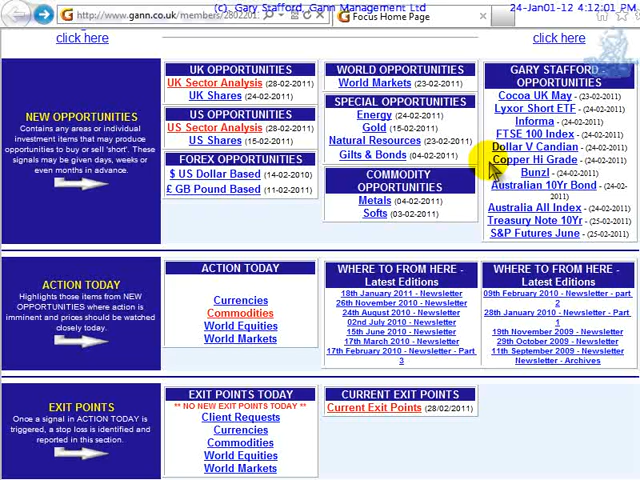 (c). Gary Stafford, Gann Management Ltd
24-Jan01-12 4:12:01 PM
http://www.gann.co.uk/members/2802201
Focus Home Page
click here
click here
NEW OPPORTUNITIES
Contains any areas or individual
investment items that may produce
opportunities to buy or sell 'short'. These
signals may be given days, weeks or
even months in advance.
UK OPPORTUNITIES
UK Sector Analysis (28-02-2011)
UK Shares (24-02-2011)
US OPPORTUNITIES
US Sector Analysis (28-02-2011)
US Shares (15-02-2011)
FOREX OPPORTUNITIES
$ US Dollar Based (14-02-2010)
£ GB Pound Based (11-02-2011)
WORLD OPPORTUNITIES
World Markets (23-02-2011)
SPECIAL OPPORTUNITIES
Energy (24-02-2011)
Gold (15-02-2011)
Natural Resources (23-02-2011)
Gilts & Bonds (04-02-2011)
COMMODITY
OPPORTUNITIES
Metals (04-02-2011)
Softs (03-02-2011)
GARY STAFFORD
OPPORTUNITIES
Cocoa UK May - (23-02-2011)
Lyxor Short ETF - (24-02-2011)
Informa - (24-02-2011)
FTSE 100 Index - (24-02-2011)
Dollar V Candian - (24-02-2011)
Copper Hi Grade - (24-02-2011)
Bunzl - (24-02-2011)
Australian 10Yr Bond - (24-02-
2011)
Australia All Index - (24-02-2011)
Treasury Note 10Yr - (25-02-2011)
S&P Futures June - (25-02-2011)
ACTION TODAY
Highlights those items from NEW
OPPORTUNITIES where action is
imminent and prices should be watched
closely today.
ACTION TODAY
Currencies
Commodities
World Equities
World Markets
WHERE TO FROM HERE -
Latest Editions
18th January 2011 - Newsletter
26th November 2010 - Newsletter
24th August 2010 - Newsletter
02nd July 2010 - Newsletter
15th June 2010 - Newsletter
17th March 2010 - Newsletter
17th February 2010 - Newsletter - Part
3
WHERE TO FROM HERE -
Latest Editions
09th February 2010 - Newsletter - part
2
28th January 2010 - Newsletter - Part
1
19th November 2009 - Newsletter
29th October 2009 - Newsletter
11th September 2009 - Newsletter
Newsletter - Archives
EXIT POINTS
Once a signal in ACTION TODAY is
triggered, a stop loss is identified and
reported in this section.
EXIT POINTS TODAY
** NO NEW EXIT POINTS TODAY **
Client Requests
Currencies
Commodities
World Equities
World Markets
CURRENT EXIT POINTS
Current Exit Points (28/02/2011)